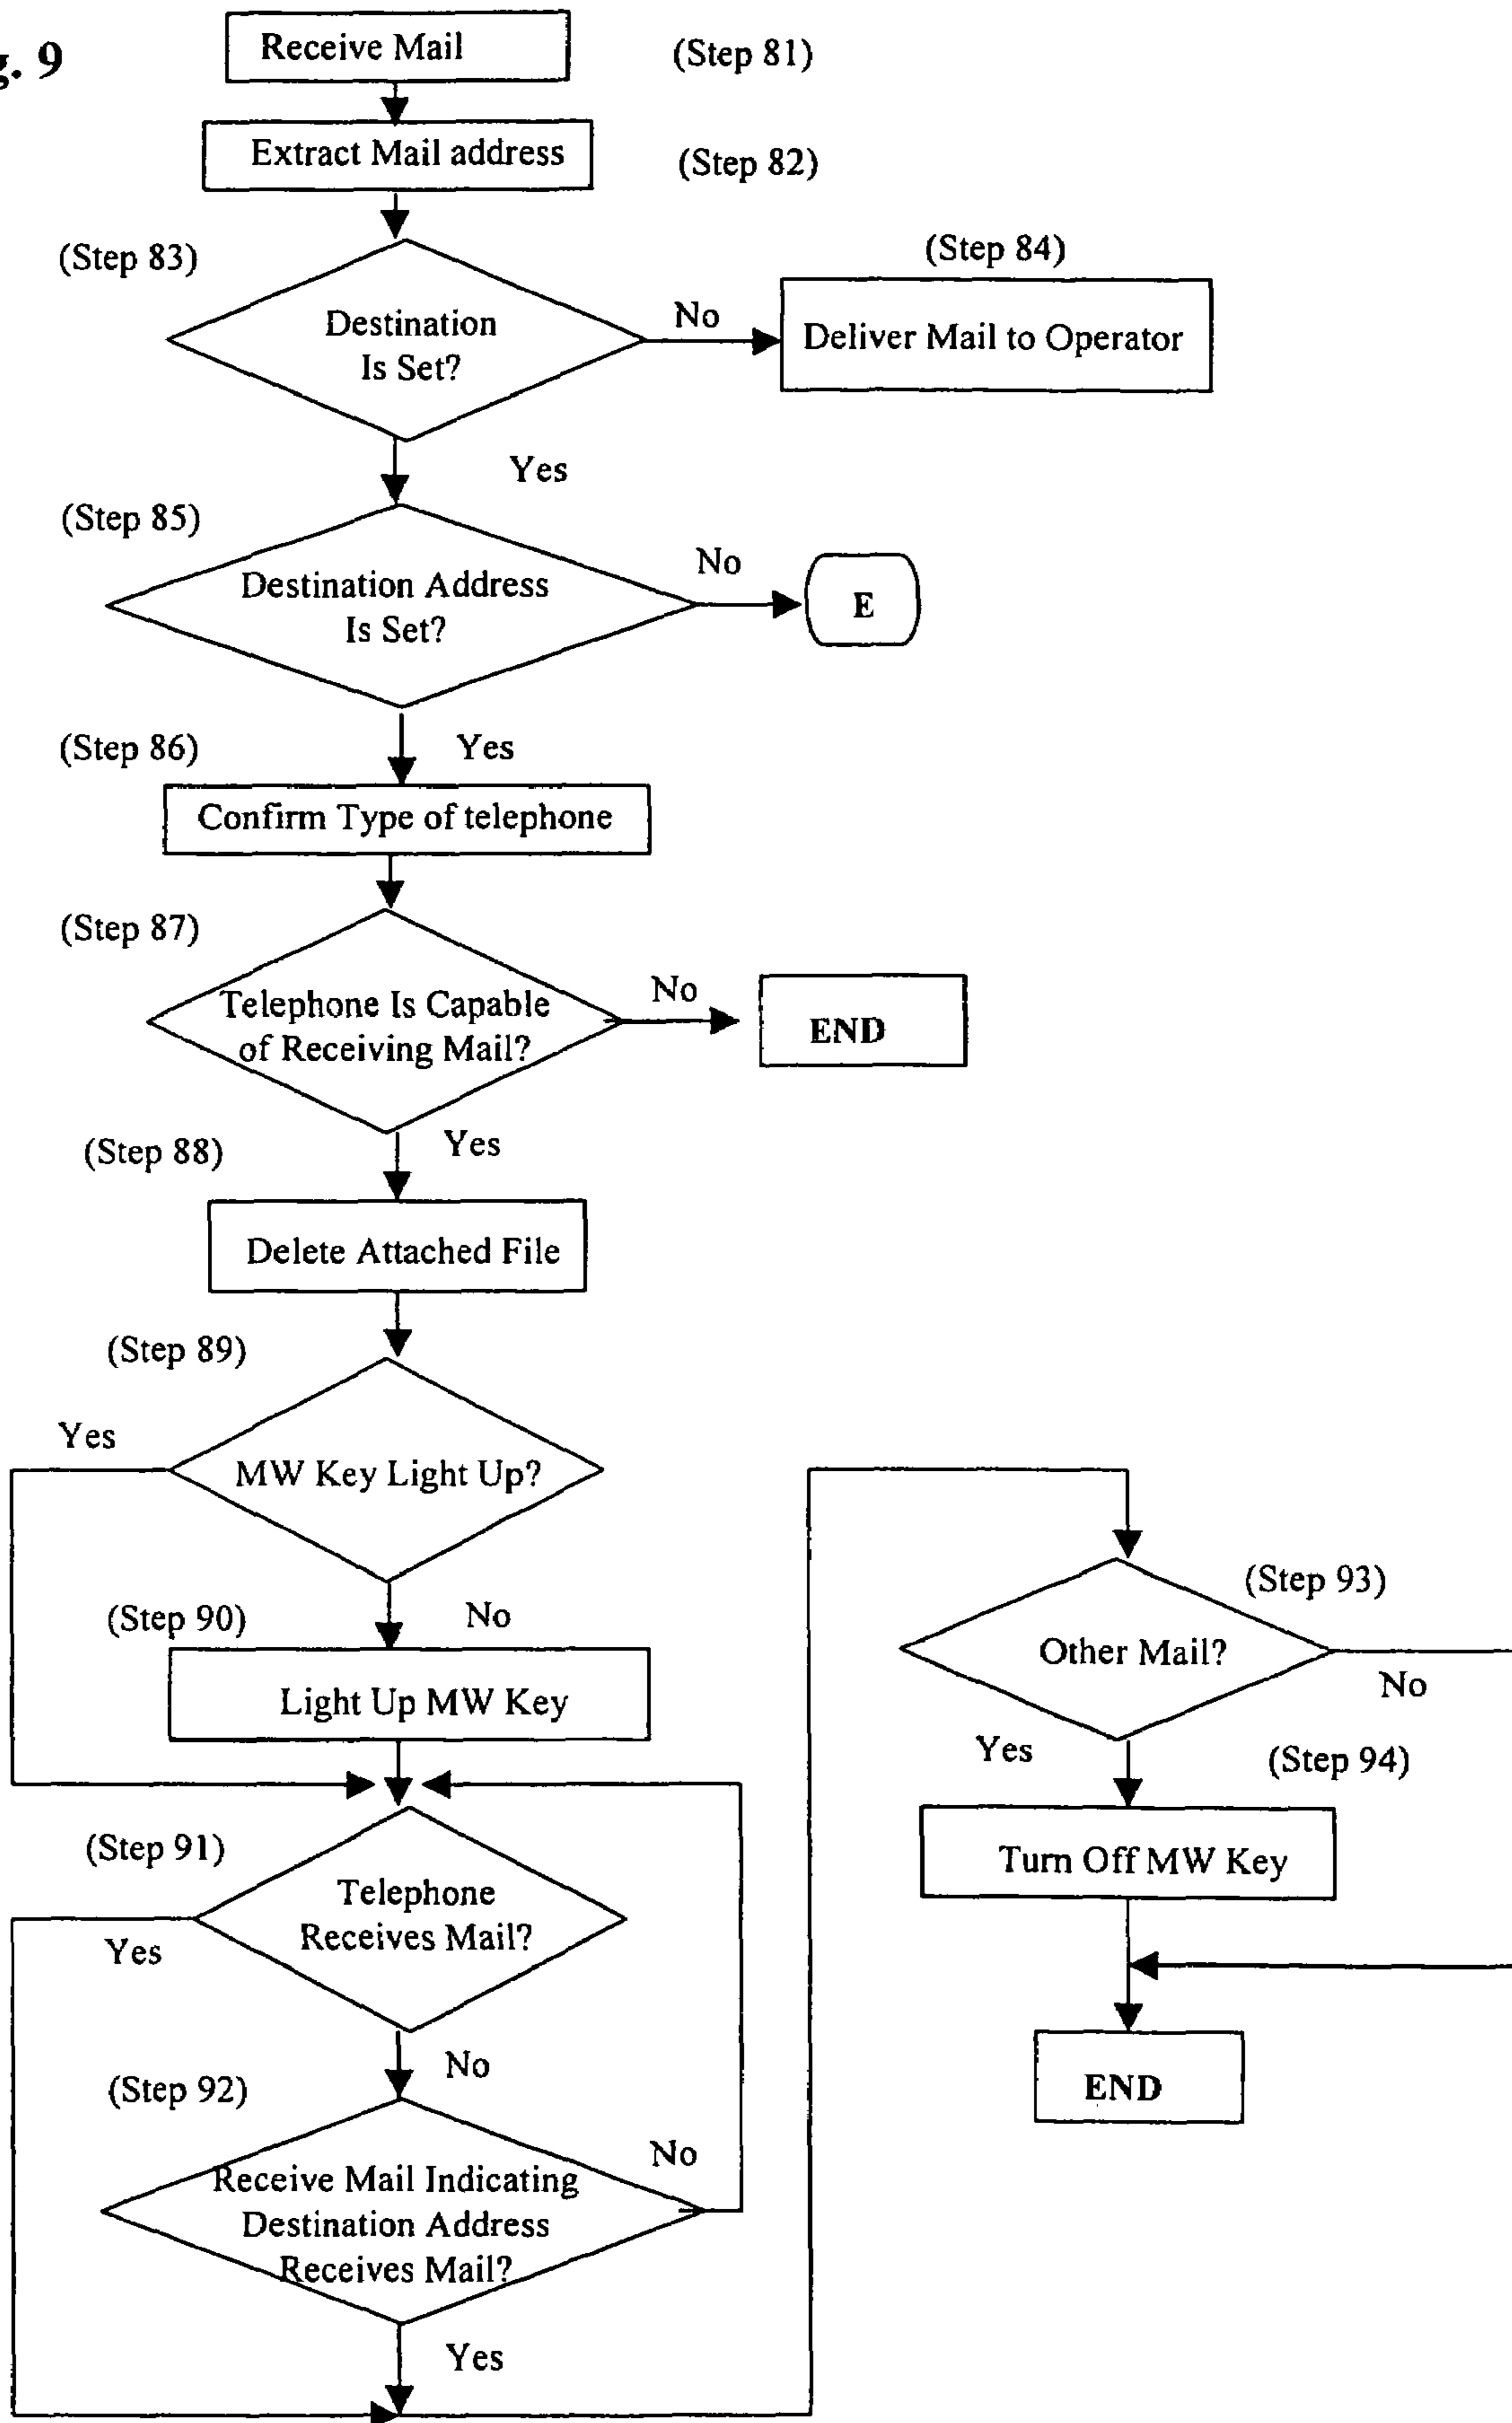 g. 9
Receive Mail
(Step 81)
Extract Mail address
(Step 82)
(Step 83)
Destination
Is Set?
No
(Step 84)
Deliver Mail to Operator
Yes
(Step 85)
Destination Address
Is Set?
No
E
(Step 86)
Yes
Confirm Type of telephone
(Step 87)
Telephone Is Capable
of Receiving Mail?
No
END
(Step 88)
Yes
Delete Attached File
(Step 89)
Yes
MW Key Light Up?
(Step 90)
No
Light Up MW Key
(Step 91)
Telephone
Receives Mail?
Yes
No
(Step 92)
Receive Mail Indicating
Destination Address
Receives Mail?
No
Yes
(Step 93)
Other Mail?
No
Yes
(Step 94)
Turn Off MW Key
END